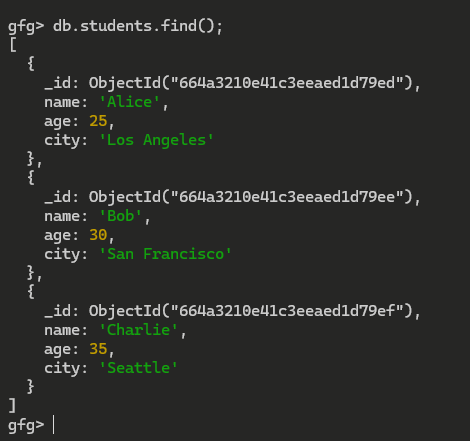 gfg> db.students.find();
[
  {
    _id: ObjectId("664a3210e41c3eeaed1d79ed"),
    name: 'Alice',
    age: 25,
    city: 'Los Angeles'
  },
  {
    _id: ObjectId("664a3210e41c3eeaed1d79ee"),
    name: 'Bob',
    age: 30,
    city: 'San Francisco'
  },
  {
    _id: ObjectId("664a3210e41c3eeaed1d79ef"),
    name: 'Charlie',
    age: 35,
    city: 'Seattle'
  }
]
gfg>